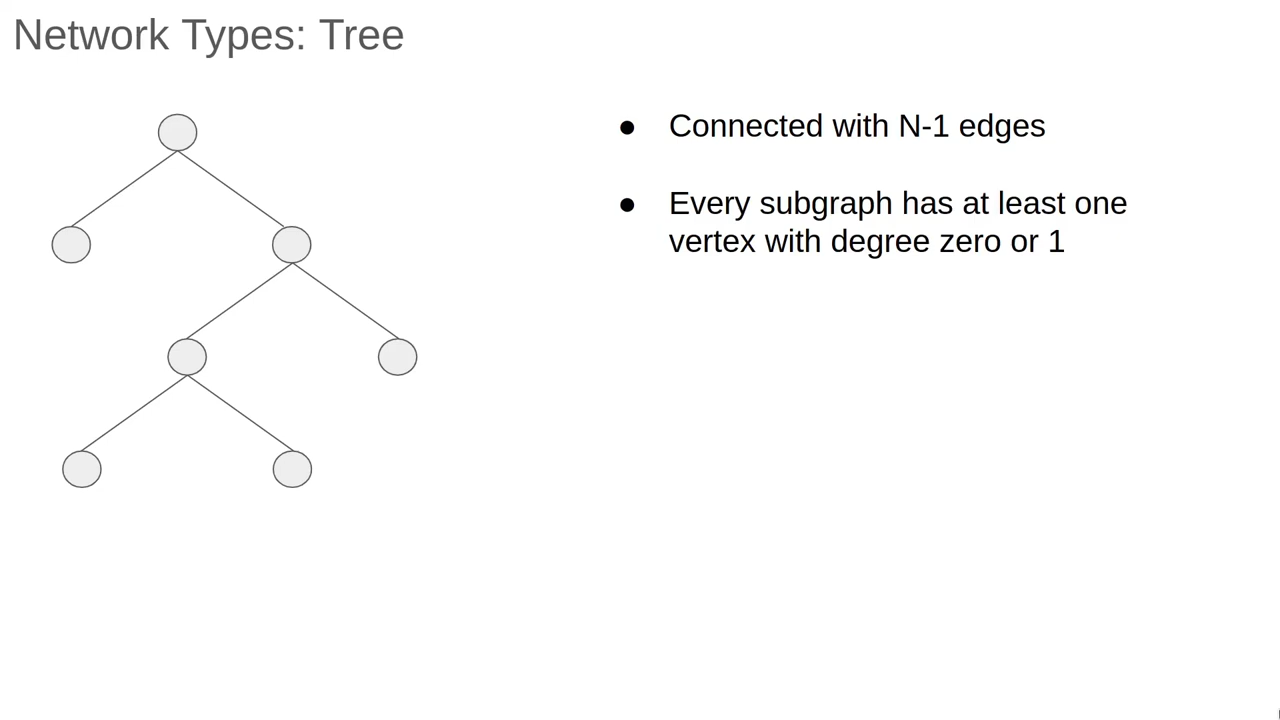 Network Types: Tree
● Connected with N-1 edges
● Every subgraph has at least one
vertex with degree zero or 1